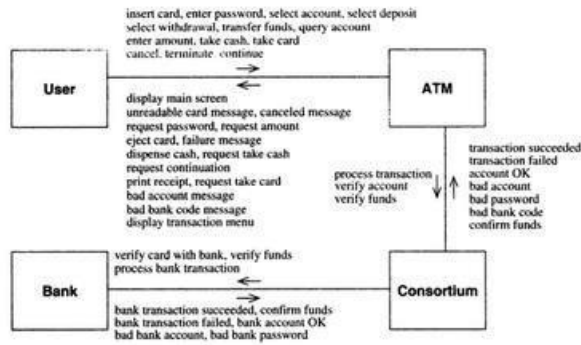 insert card, enter password, select account, select deposit
select withdrawal, transfer funds, query account
enter amount, take cash, take card
cancel, terminate, continue
User
ATM
display main screen
unreadable card message, canceled message
request password, request amount
eject card, failure message
dispense cash, request take cash
request continuation
print receipt, request take card
bad account message
bad bank code message
display transaction menu
process transaction
verify account
verify funds
transaction succeeded
transaction failed
account OK
bad account
bad password
bad bank code
confirm funds
verify card with bank, verify funds
process bank transaction
Bank
Consortium
bank transaction succeeded, confirm funds
bank transaction failed, bank account OK
bad bank account, bad bank password